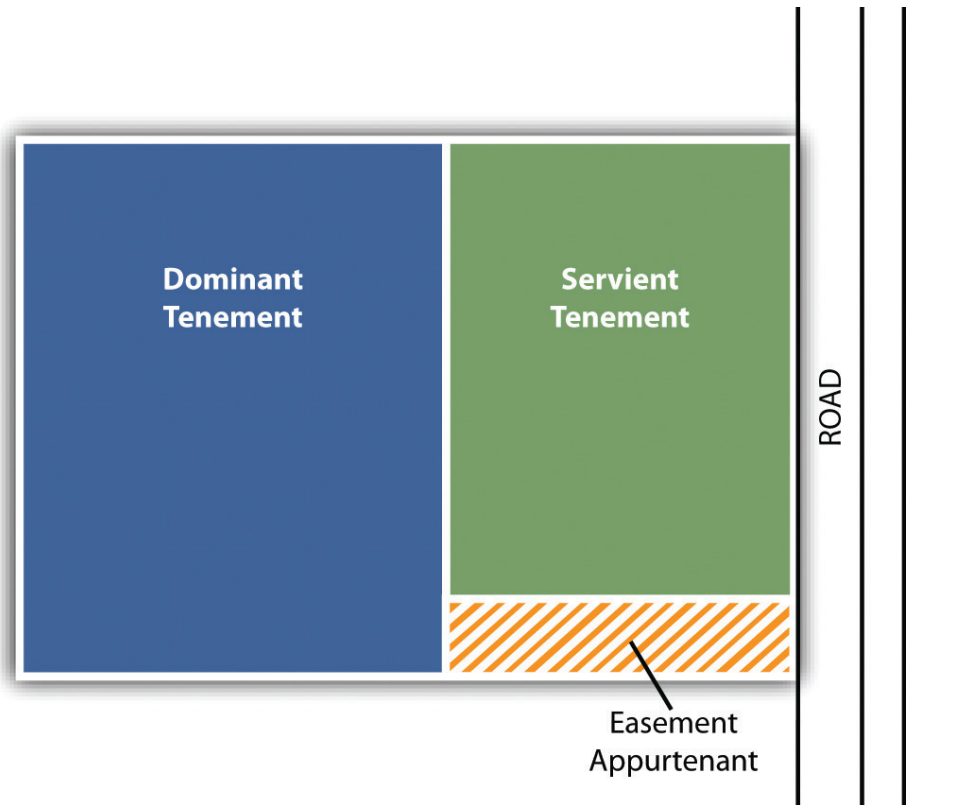 Dominant
Tenement
Servient
Tenement
ROAD
Easement
Appurtenant